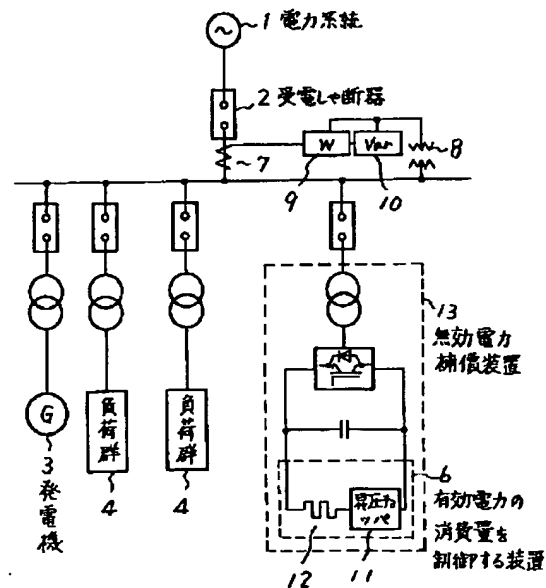 1 電力系統
2 受電しゃ断器
7
W
Var
8
9
10
13
無効電力
補償装置
G
負荷群
負荷群
3
発電機
4
4
6
有効電力の
消費量を
制御する装置
昇圧チョッパ
12
11